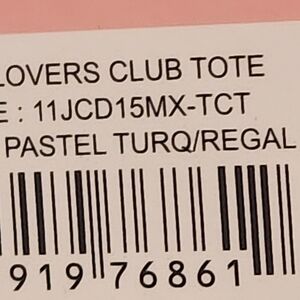 LOVERS CLUB TOTE
E : 11JCD15MX-TCT
PASTEL TURQ/REGAL
919 76861